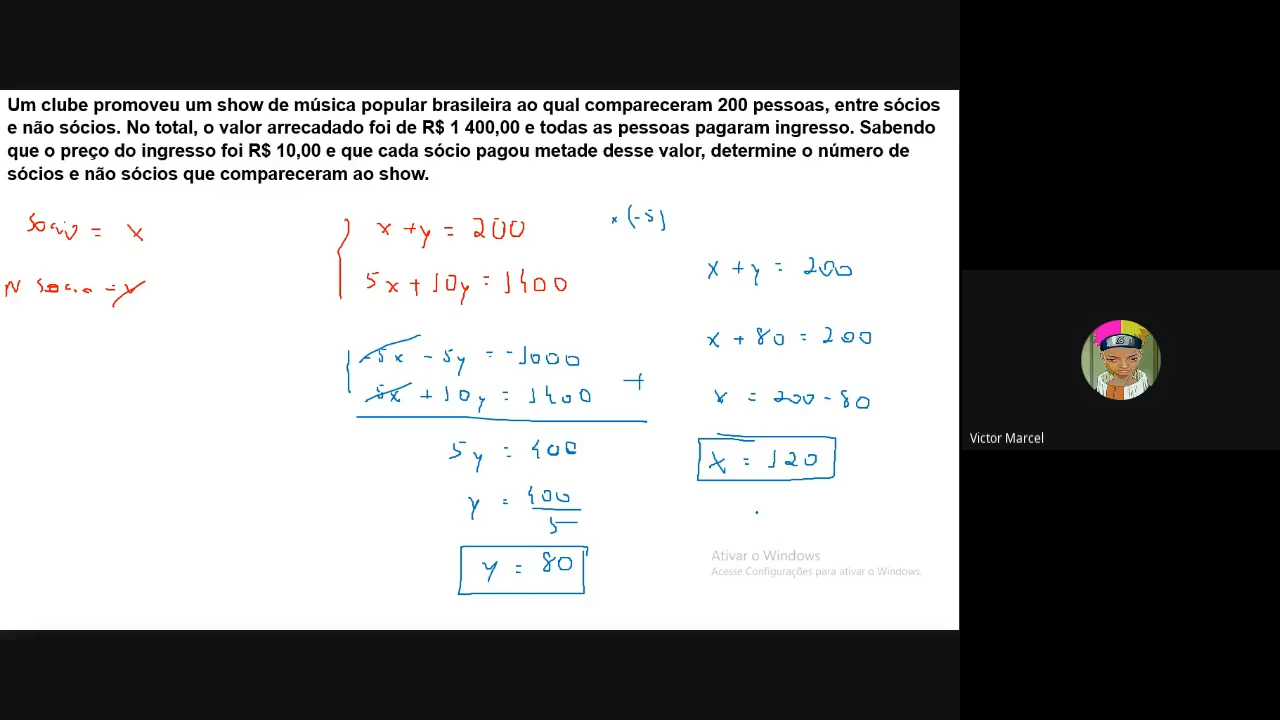 Um clube promoveu um show de música popular brasileira ao qual compareceram 200 pessoas, entre sócios
e não sócios. No total, o valor arrecadado foi de R$ 1 400,00 e todas as pessoas pagaram ingresso. Sabendo
que o preço do ingresso foi R$ 10,00 e que cada sócio pagou metade desse valor, determine o número de
sócios e não sócios que compareceram ao show.
Socio = x
N Socio = y
x + y = 200
5x + 10y = 1400
× (-5)
-5x - 5y = -1000
5x + 10y = 1400
+
5y = 400
y = 400
5
y = 80
x + y = 200
x + 80 = 200
x = 200 - 80
x = 120
Ativar o Windows
Acesse Configurações para ativar o Windows.
Victor Marcel